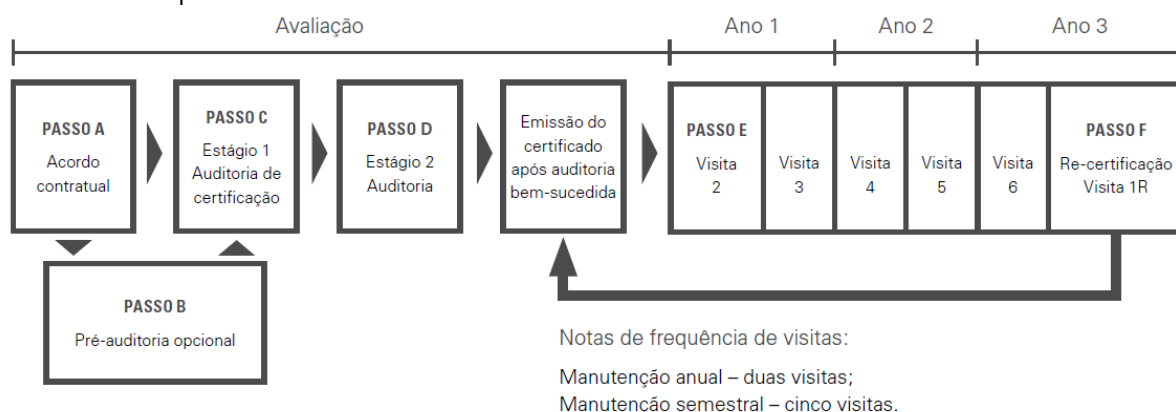 Avaliação
Ano 1
Ano 2
Ano 3
PASSO A
Acordo
contratual
PASSO C
Estágio 1
Auditoria de
certificação
PASSO D
Estágio 2
Auditoria
Emissão do
certificado
após auditoria
bem-sucedida
PASSO E
Visita
2
Visita
3
Visita
4
Visita
5
Visita
6
PASSO F
Re-certificação
Visita 1R
PASSO B
Pré-auditoria opcional
Notas de frequência de visitas:
Manutenção anual – duas visitas;
Manutenção semestral – cinco visitas.